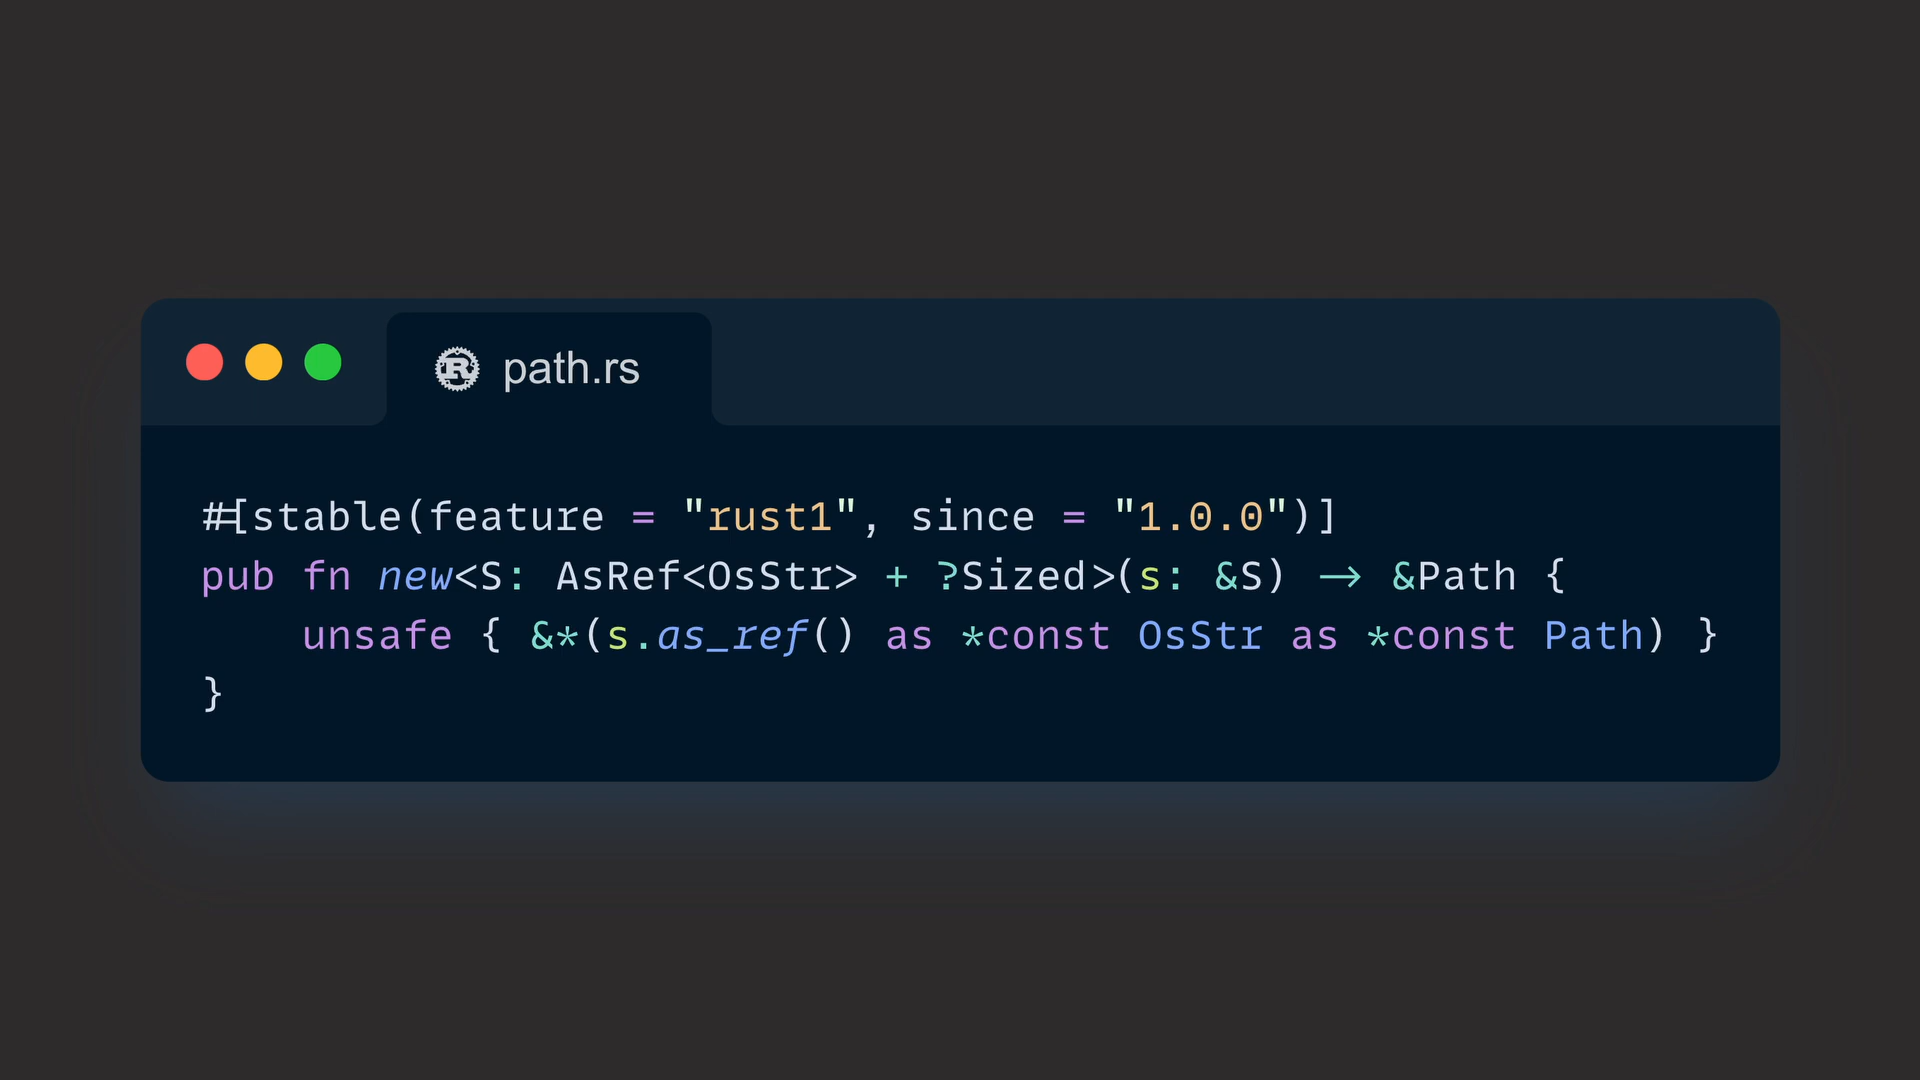 path.rs
#[stable(feature = "rust1", since = "1.0.0")]
pub fn new<S: AsRef<OsStr> + ?Sized>(s: &S) -> &Path {
    unsafe { &*(s.as_ref() as *const OsStr as *const Path) }
}